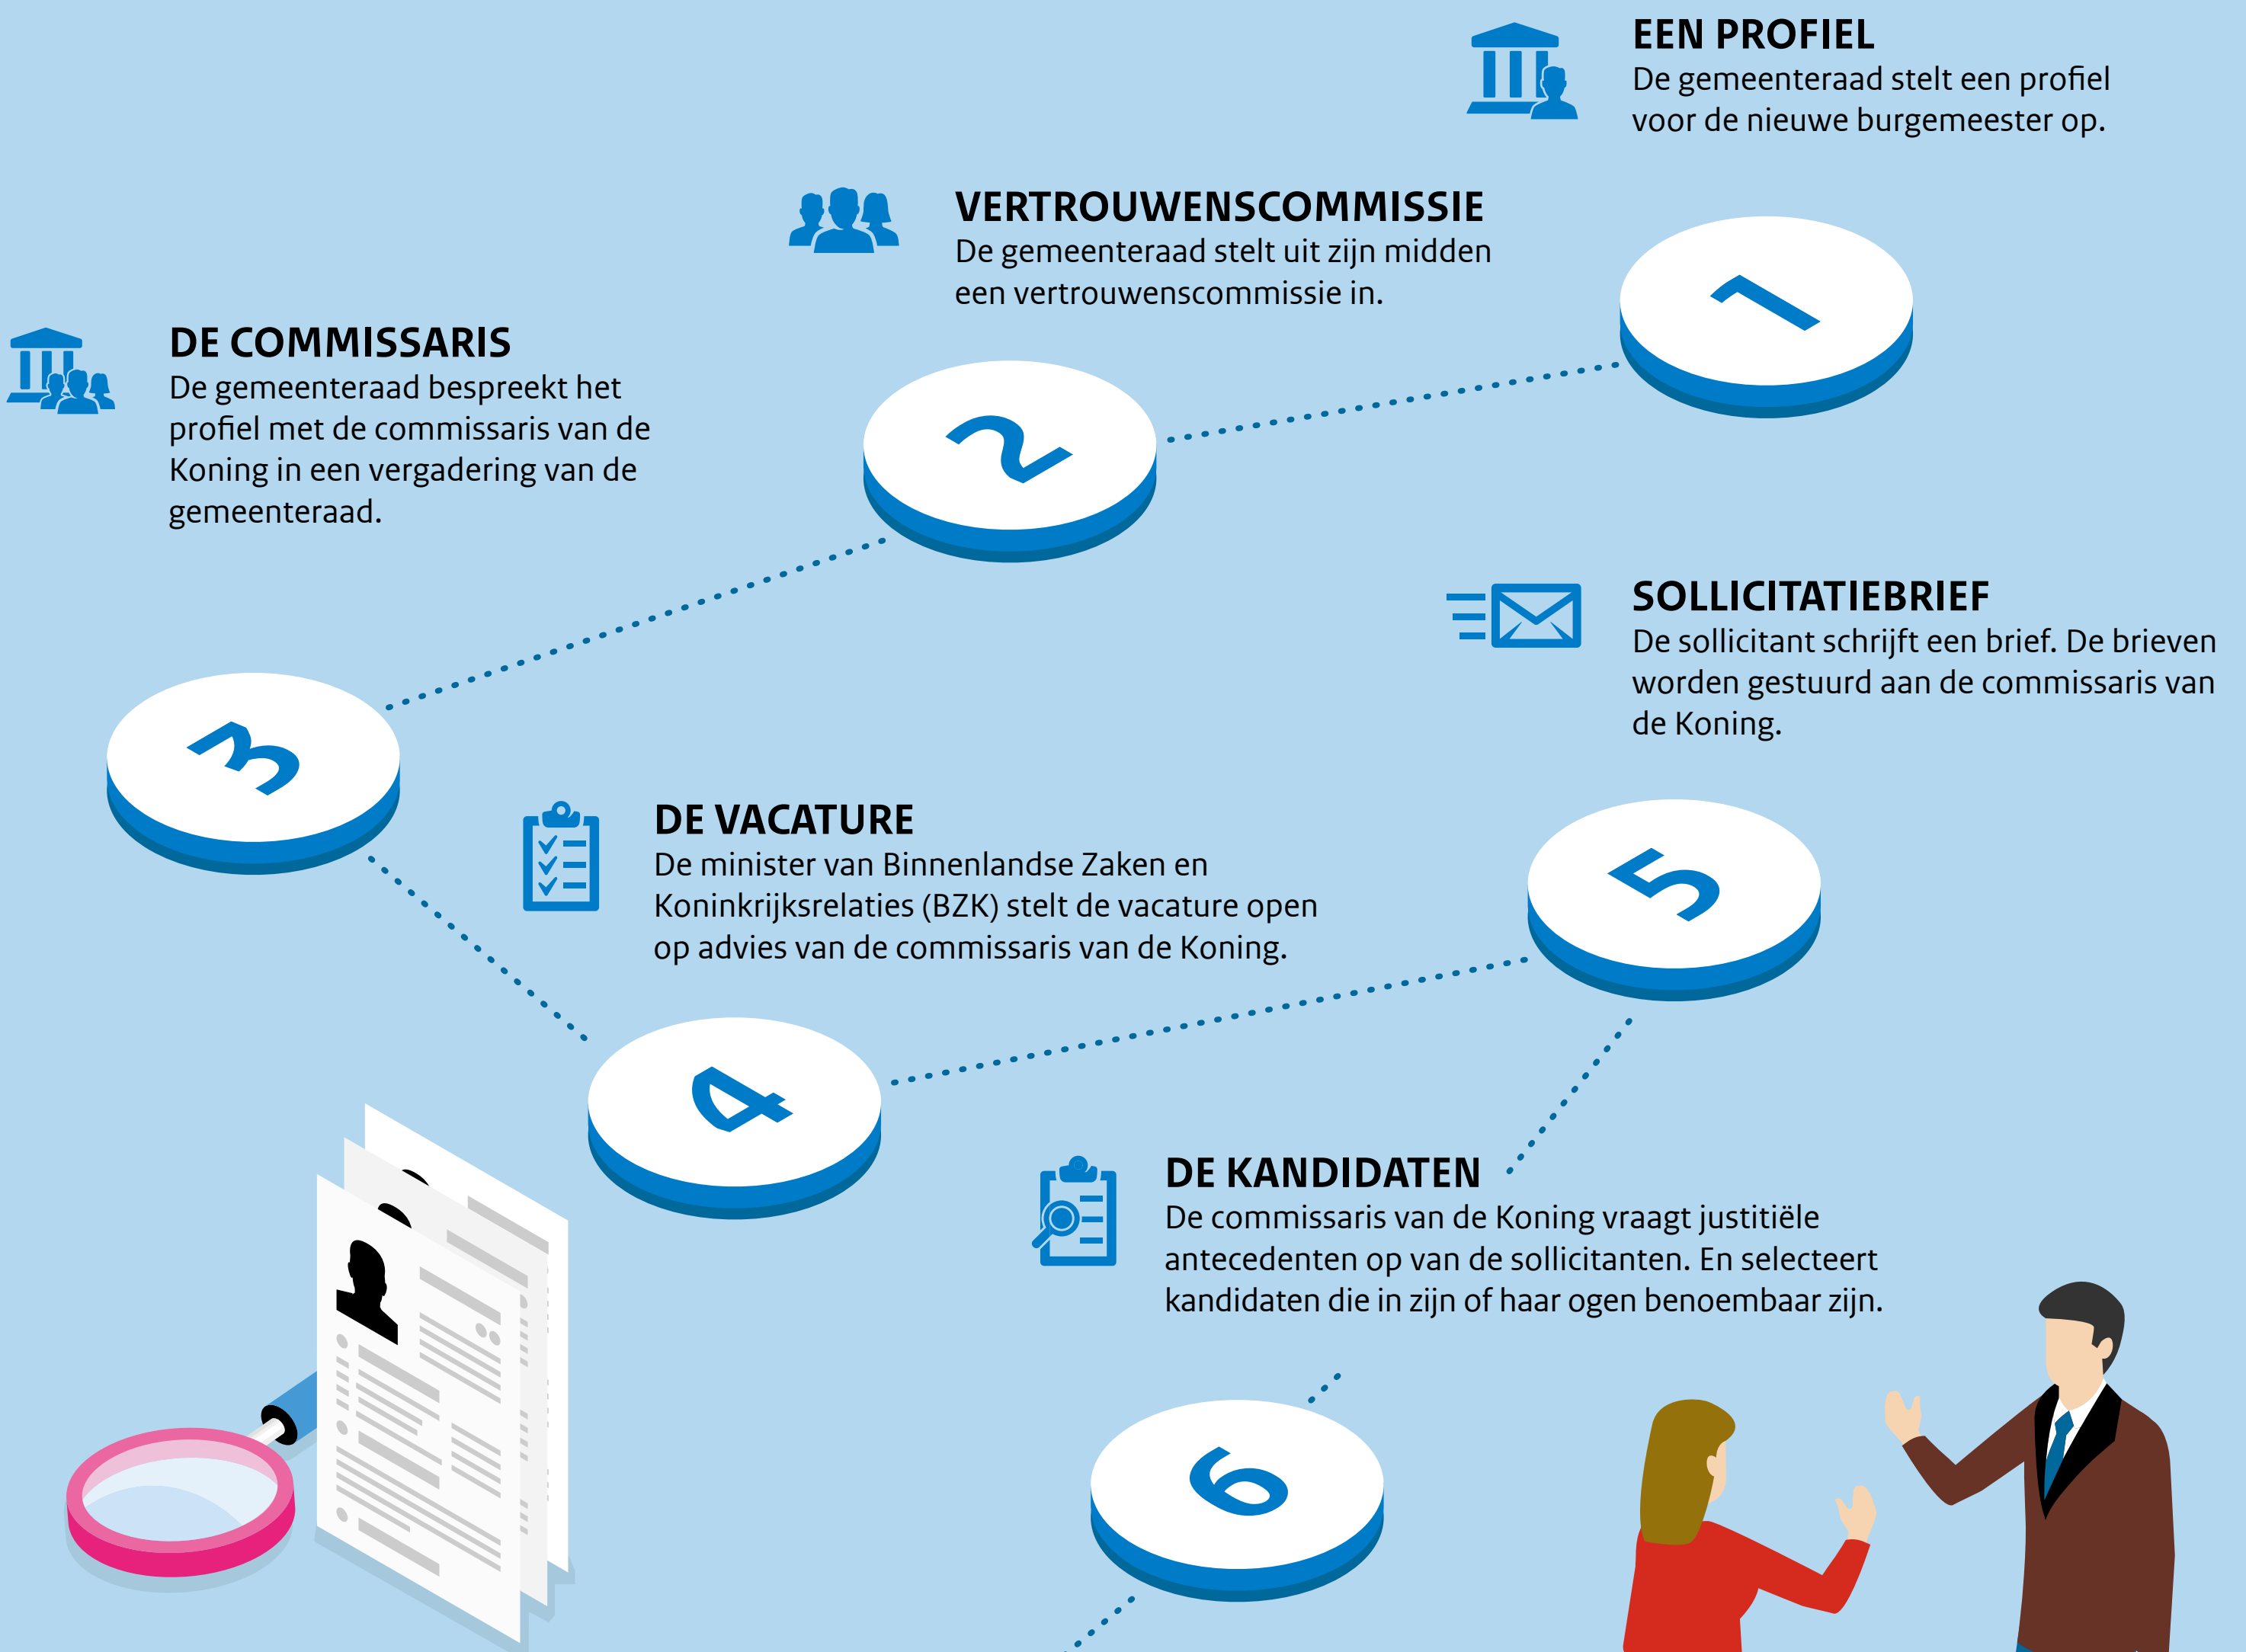 EEN PROFIEL
De gemeenteraad stelt een profiel
voor de nieuwe burgemeester op.
1
VERTROUWENSCOMMISSIE
De gemeenteraad stelt uit zijn midden
een vertrouwenscommissie in.
2
DE COMMISSARIS
De gemeenteraad bespreekt het
profiel met de commissaris van de
Koning in een vergadering van de
gemeenteraad.
3
DE VACATURE
De minister van Binnenlandse Zaken en
Koninkrijksrelaties (BZK) stelt de vacature open
op advies van de commissaris van de Koning.
4
SOLLICITATIEBRIEF
De sollicitant schrijft een brief. De brieven
worden gestuurd aan de commissaris van
de Koning.
5
DE KANDIDATEN
De commissaris van de Koning vraagt justitiële
antecedenten op van de sollicitanten. En selecteert
kandidaten die in zijn of haar ogen benoembaar zijn.
6